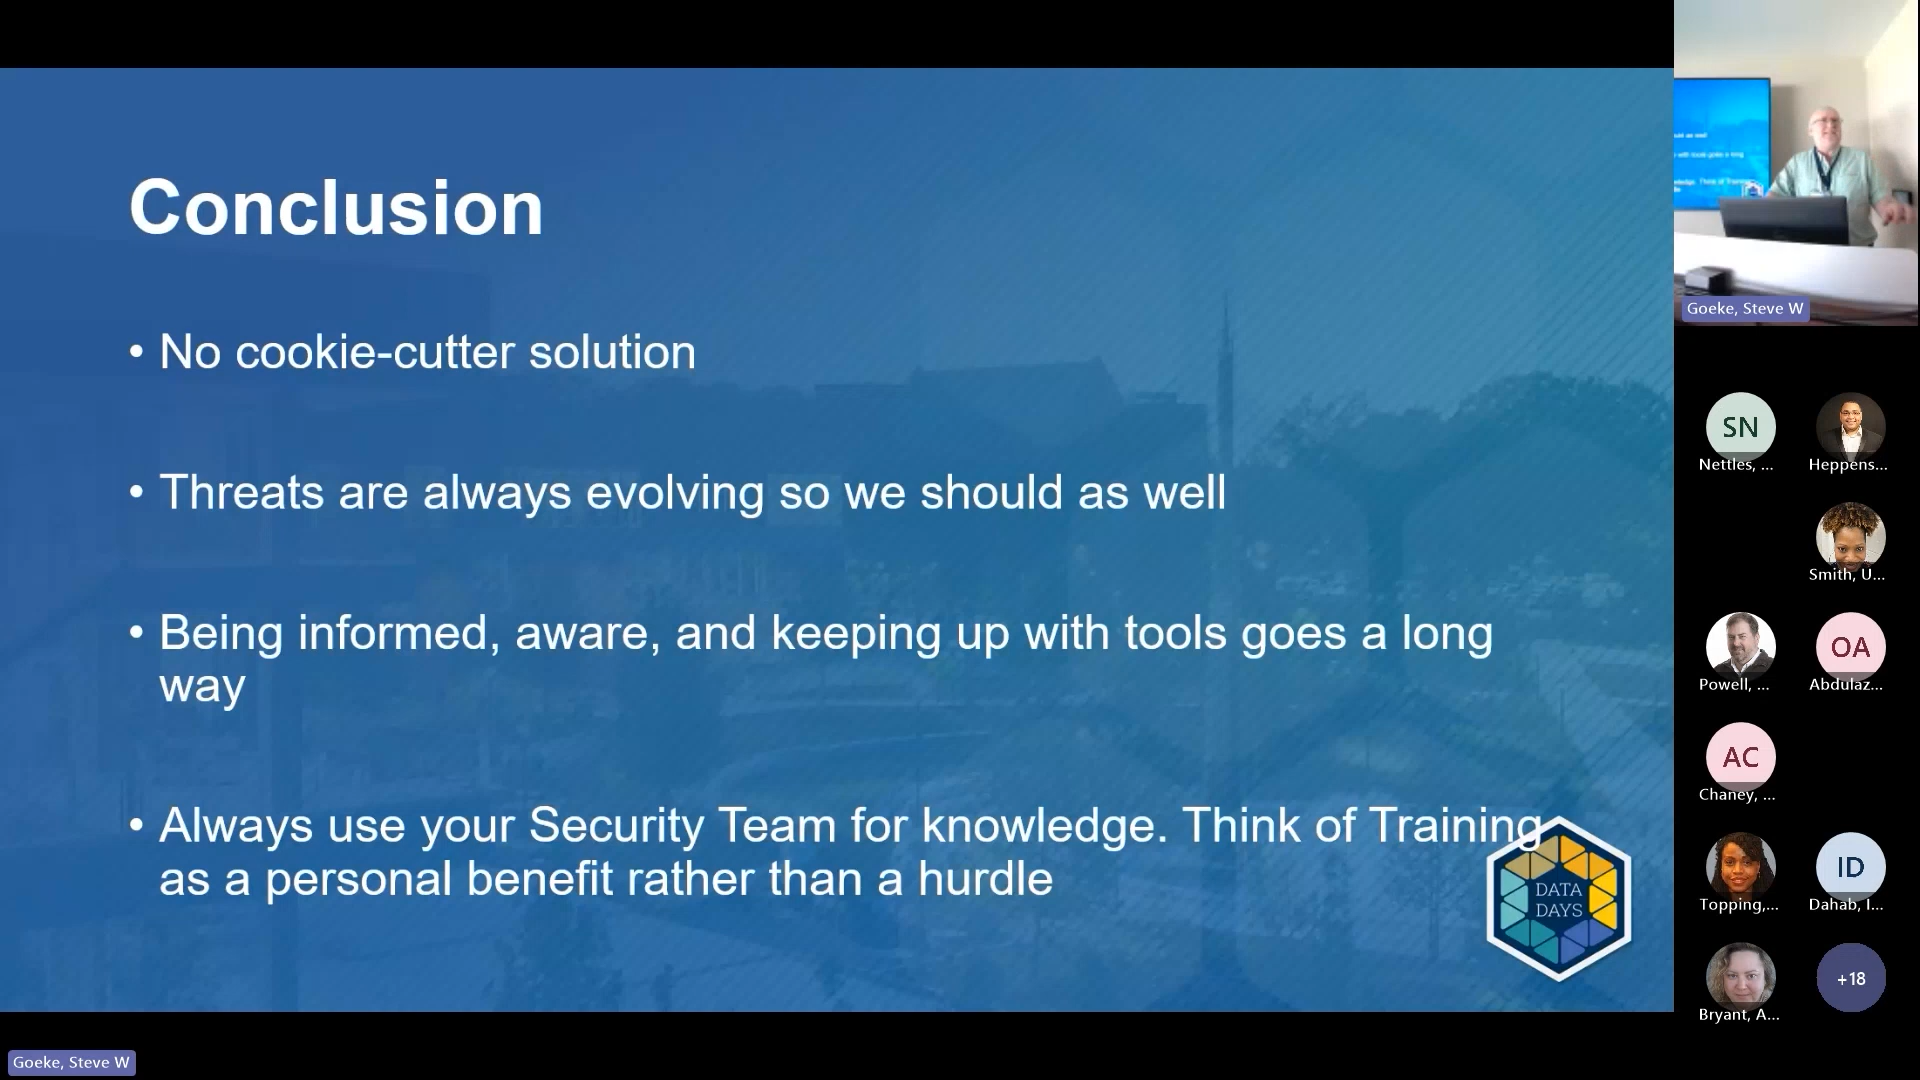 Conclusion
• No cookie-cutter solution
• Threats are always evolving so we should as well
• Being informed, aware, and keeping up with tools goes a long
way
• Always use your Security Team for knowledge. Think of Training
as a personal benefit rather than a hurdle
DATA
DAYS
Goeke, Steve W
SN
Nettles, ...
Heppens...
Smith, U...
Powell, ...
OA
Abdulaz...
AC
Chaney, ...
Topping,...
ID
Dahab, I...
Bryant, A...
+18
Goeke, Steve W